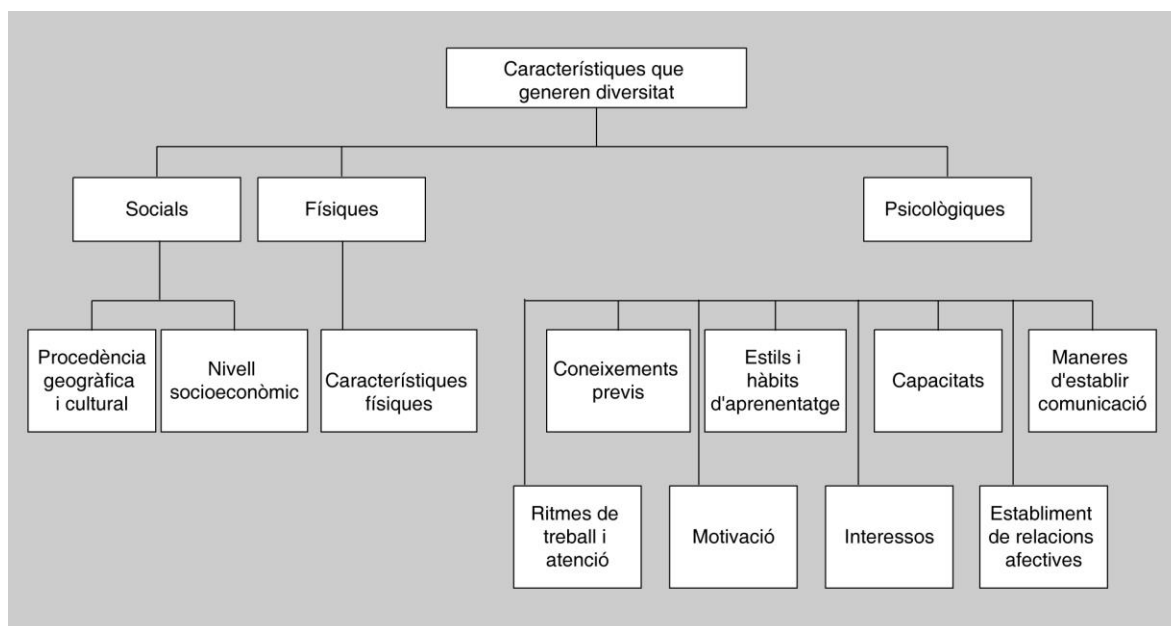 Característiques que
generen diversitat
Socials
Físiques
Psicològiques
Procedència
geogràfica
i cultural
Nivell
socioeconòmic
Característiques
físiques
Coneixements
previs
Estils i
hàbits
d'aprenentatge
Capacitats
Maneres
d'establir
comunicació
Ritmes de
treball i
atenció
Motivació
Interessos
Establiment
de relacions
afectives